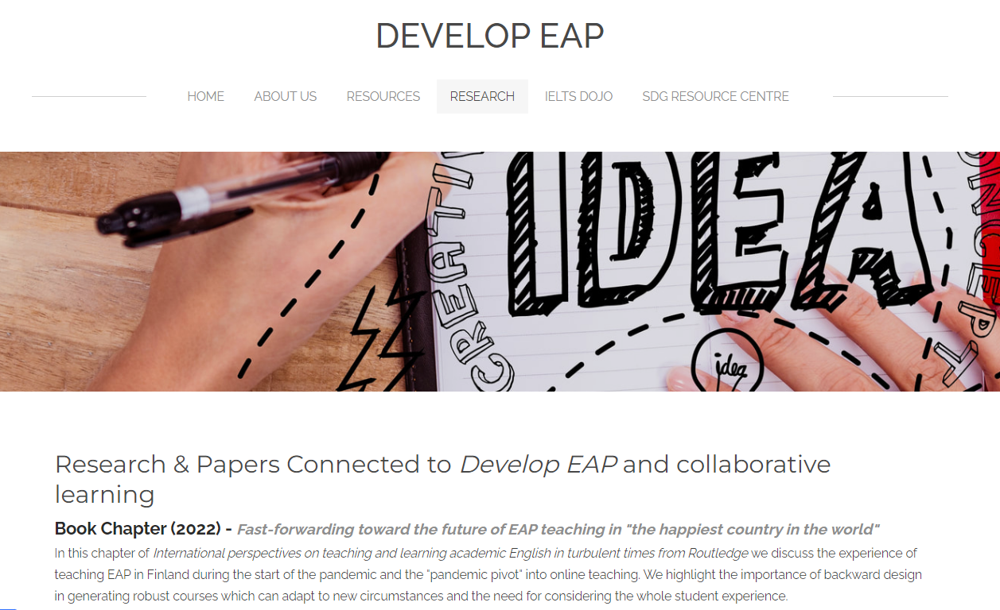 DEVELOP EAP
HOME ABOUT US RESOURCES RESEARCH IELTS DOJO SDG RESOURCE CENTRE
CREATI
IDEA
idea
Research & Papers Connected to Develop EAP and collaborative
learning
Book Chapter (2022) - Fast-forwarding toward the future of EAP teaching in "the happiest country in the world"
In this chapter of International perspectives on teaching and learning academic English in turbulent times from Routledge we discuss the experience of
teaching EAP in Finland during the start of the pandemic and the "pandemic pivot" into online teaching. We highlight the importance of backward design
in generating robust courses which can adapt to new circumstances and the need for considering the whole student experience.